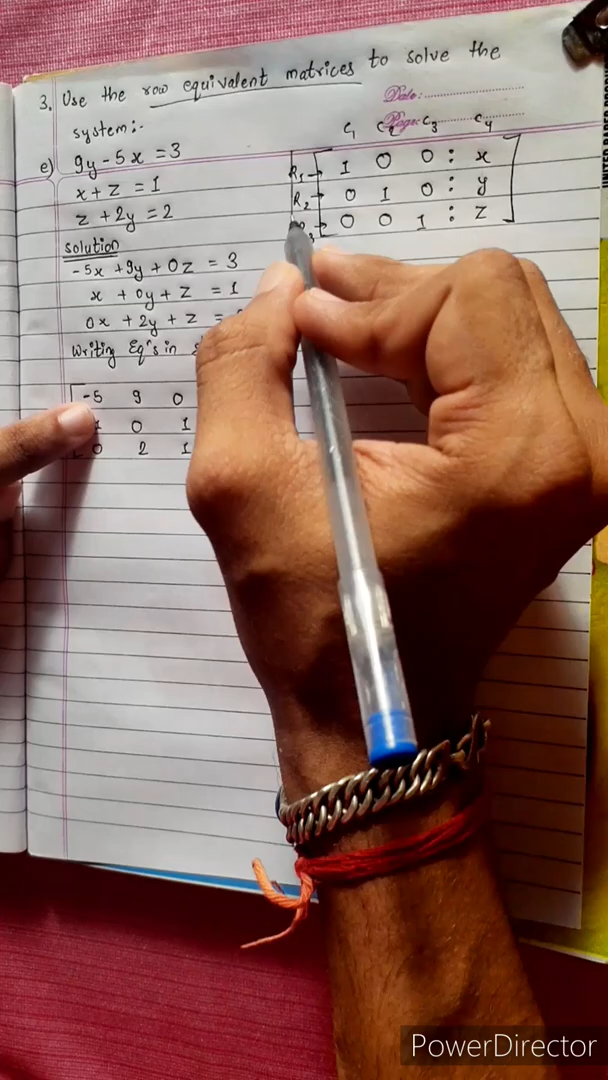 3. Use the row equivalent matrices to solve the
system:-
Date:
Page:
e) 9y - 5x = 3
x + z = 1
z + 2y = 2
C1 C2 C3 C4
R1→ 1 0 0 : x
R2→ 0 1 0 : y
0 0 1 : z
solution
-5x + 9y + 0z = 3
x + 0y + z = 1
0x + 2y + z =
Writing Eq's in
-5 9 0
0 1
0 2 1
PowerDirector